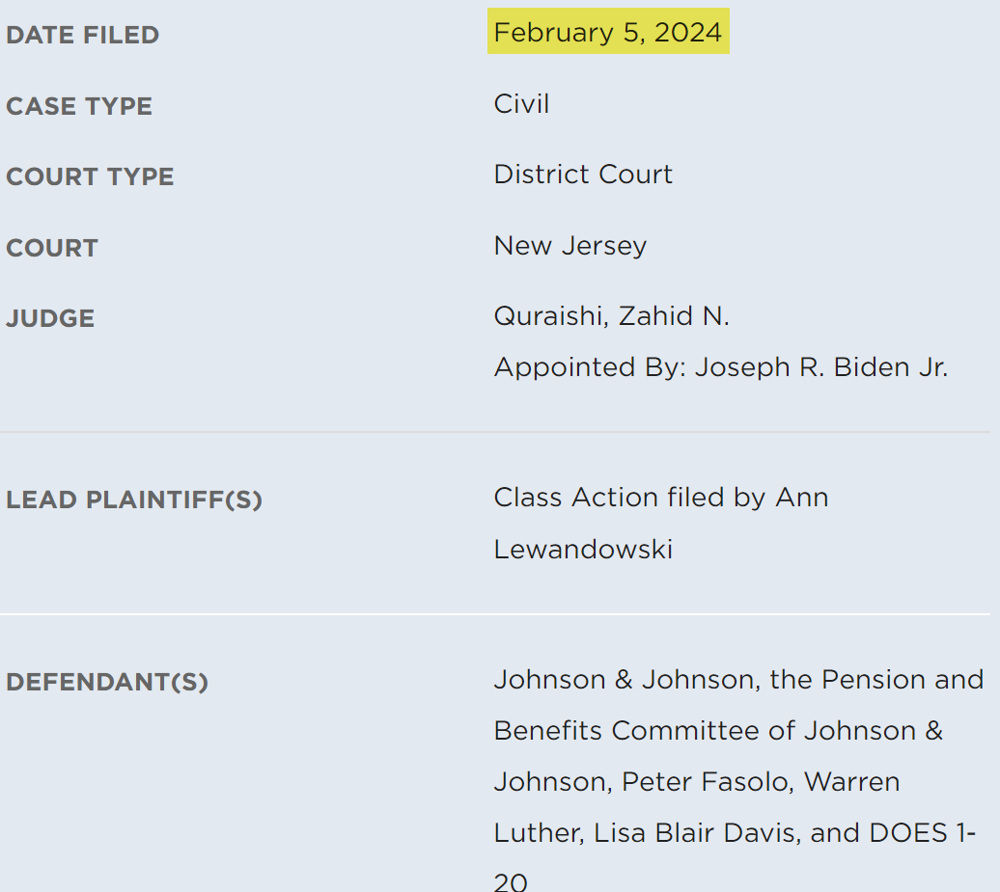 DATE FILED February 5, 2024
CASE TYPE Civil
COURT TYPE District Court
COURT New Jersey
JUDGE Quraishi, Zahid N.
Appointed By: Joseph R. Biden Jr.
LEAD PLAINTIFF(S) Class Action filed by Ann
Lewandowski
DEFENDANT(S) Johnson & Johnson, the Pension and
Benefits Committee of Johnson &
Johnson, Peter Fasolo, Warren
Luther, Lisa Blair Davis, and DOES 1-
20